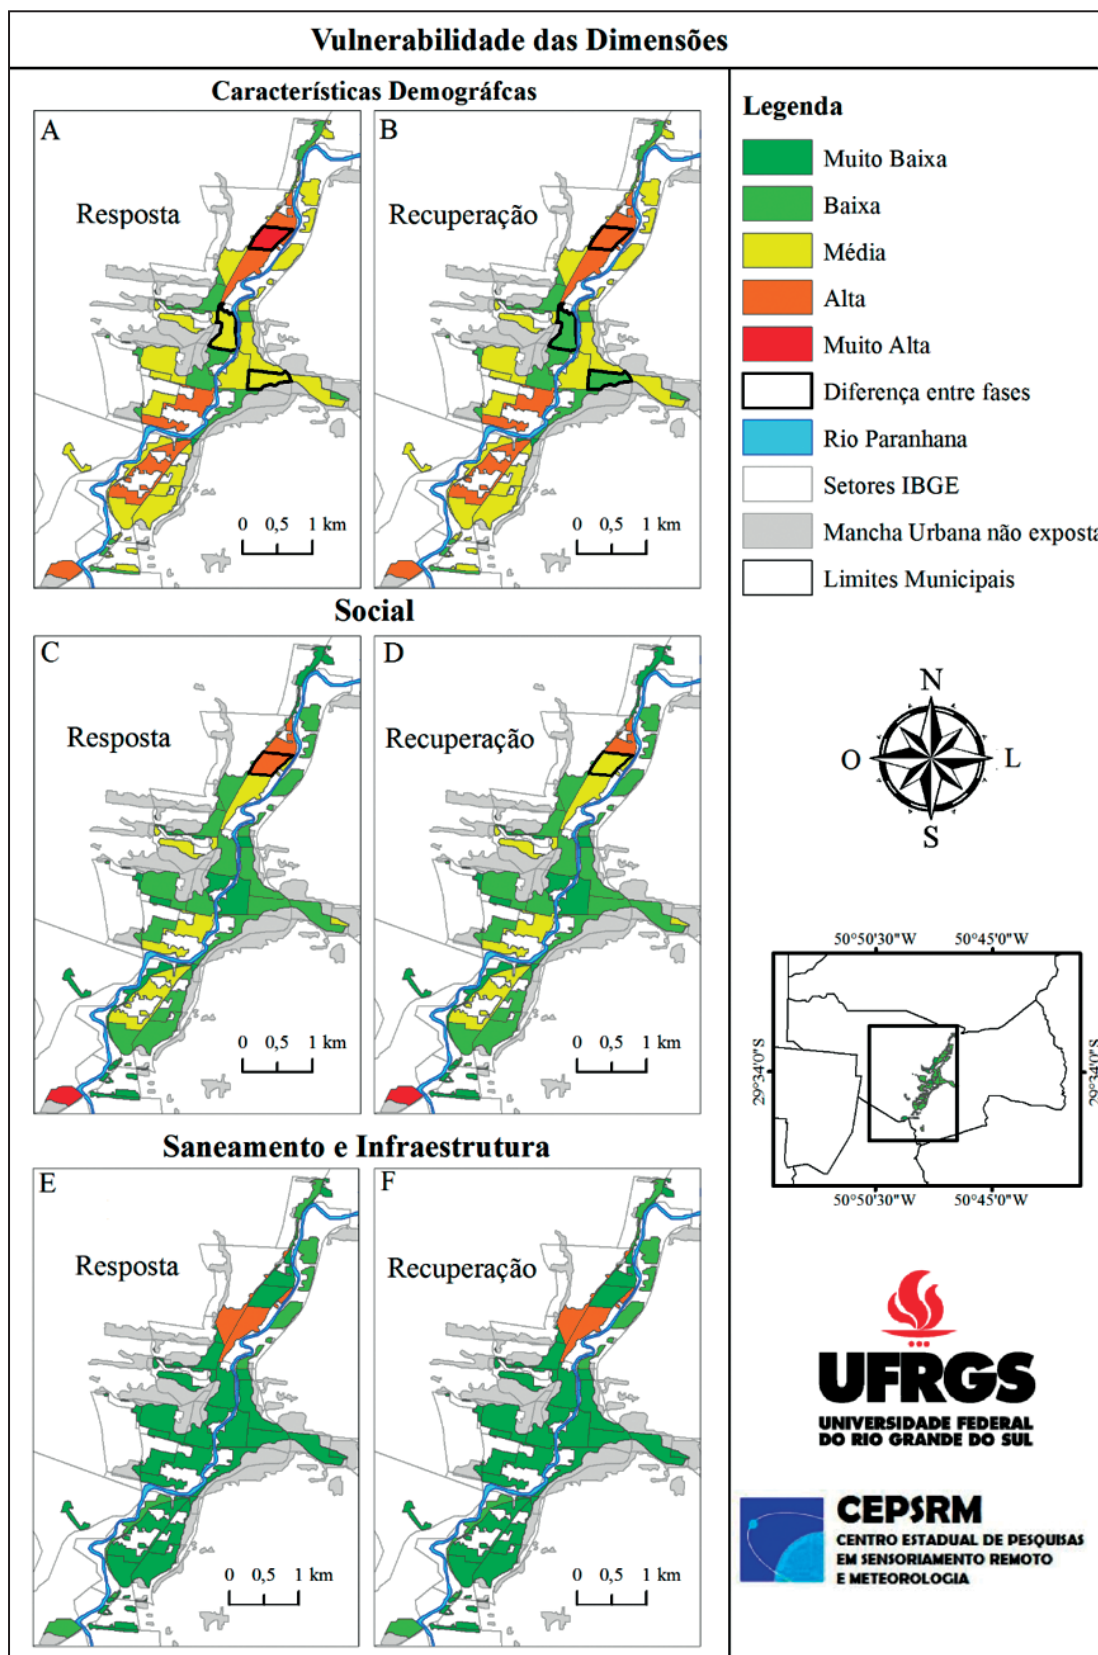 Vulnerabilidade das Dimensões
Características Demográfcas
A
Resposta
0 0,5 1 km
B
Recuperação
0 0,5 1 km
Social
C
Resposta
0 0,5 1 km
D
Recuperação
0 0,5 1 km
Saneamento e Infraestrutura
E
Resposta
0 0,5 1 km
F
Recuperação
0 0,5 1 km
Legenda
Muito Baixa
Baixa
Média
Alta
Muito Alta
Diferença entre fases
Rio Paranhana
Setores IBGE
Mancha Urbana não exposta
Limites Municipais
N
O L
S
50°50'30"W 50°45'0"W
29°34'0"S 29°34'0"S
50°50'30"W 50°45'0"W
UFRGS
UNIVERSIDADE FEDERAL
DO RIO GRANDE DO SUL
CEPSRM
CENTRO ESTADUAL DE PESQUISAS
EM SENSORIAMENTO REMOTO
E METEOROLOGIA